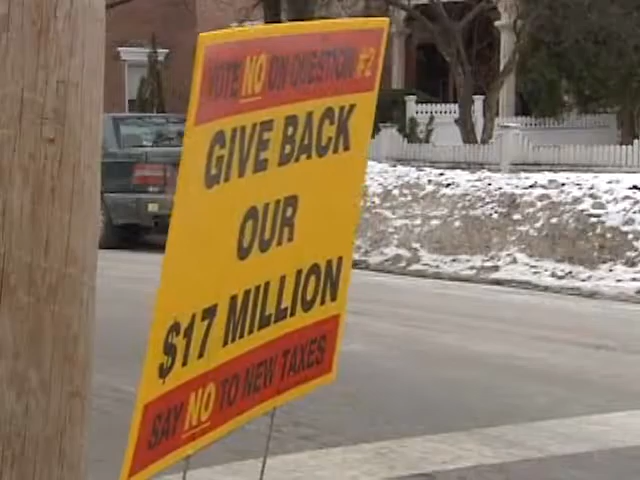 VOTE NO ON QUESTION #2
GIVE BACK
OUR
$17 MILLION
SAY NO TO NEW TAXES